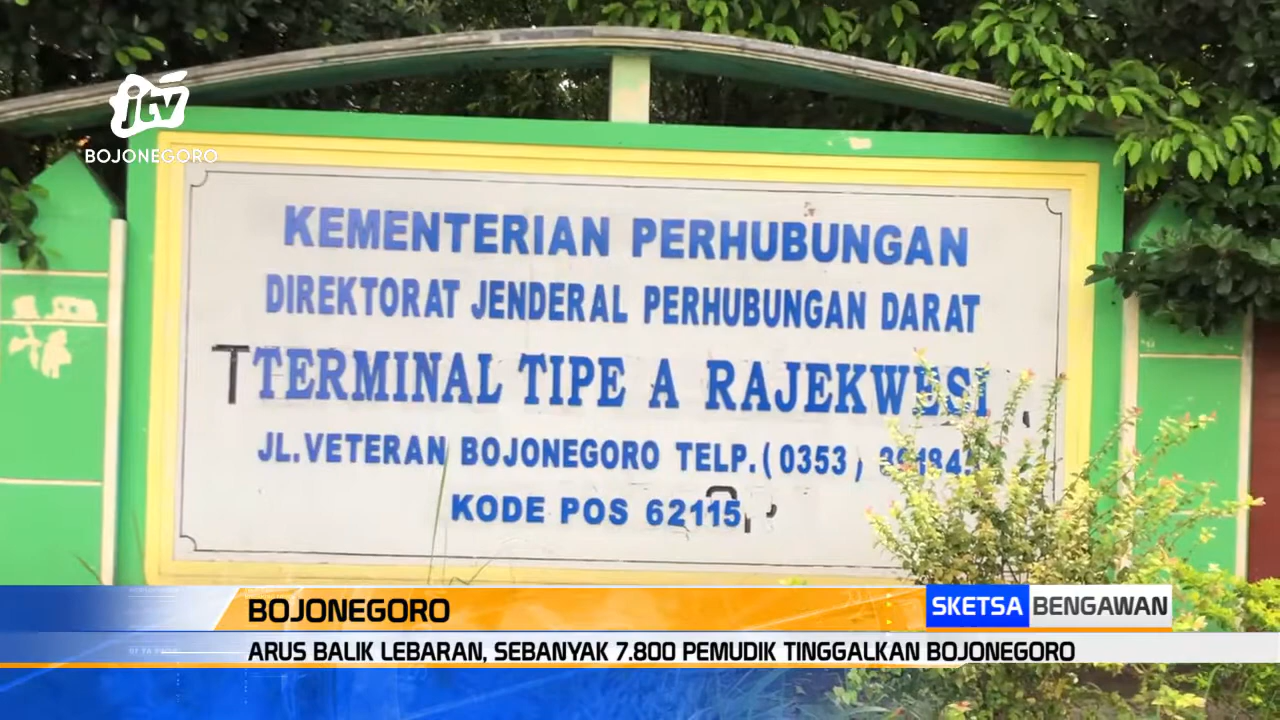 jtv
BOJONEGORO
KEMENTERIAN PERHUBUNGAN
DIREKTORAT JENDERAL PERHUBUNGAN DARAT
TTERMINAL TIPE A RAJEKWESI
JL.VETERAN BOJONEGORO TELP.(0353)
KODE POS 62115
BOJONEGORO
SKETSA BENGAWAN
ARUS BALIK LEBARAN, SEBANYAK 7.800 PEMUDIK TINGGALKAN BOJONEGORO